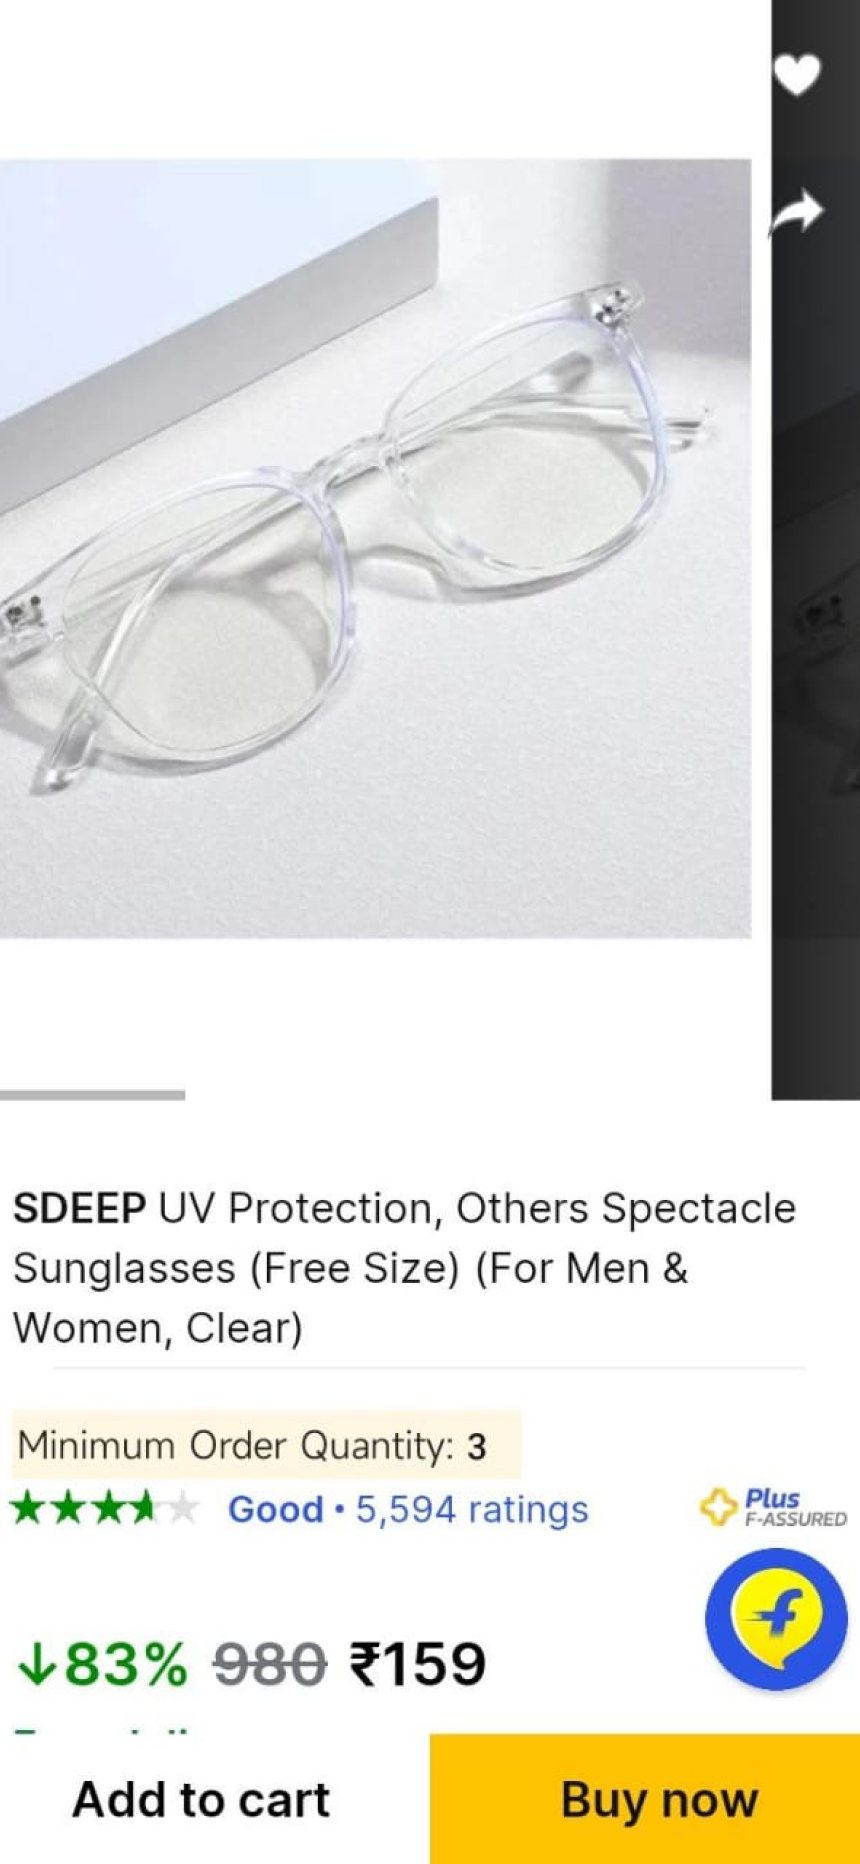 SDEEP UV Protection, Others Spectacle
Sunglasses (Free Size) (For Men &
Women, Clear)
Minimum Order Quantity: 3
Good • 5,594 ratings
Plus
F-ASSURED
↓83% 980 ₹159
Add to cart
Buy now